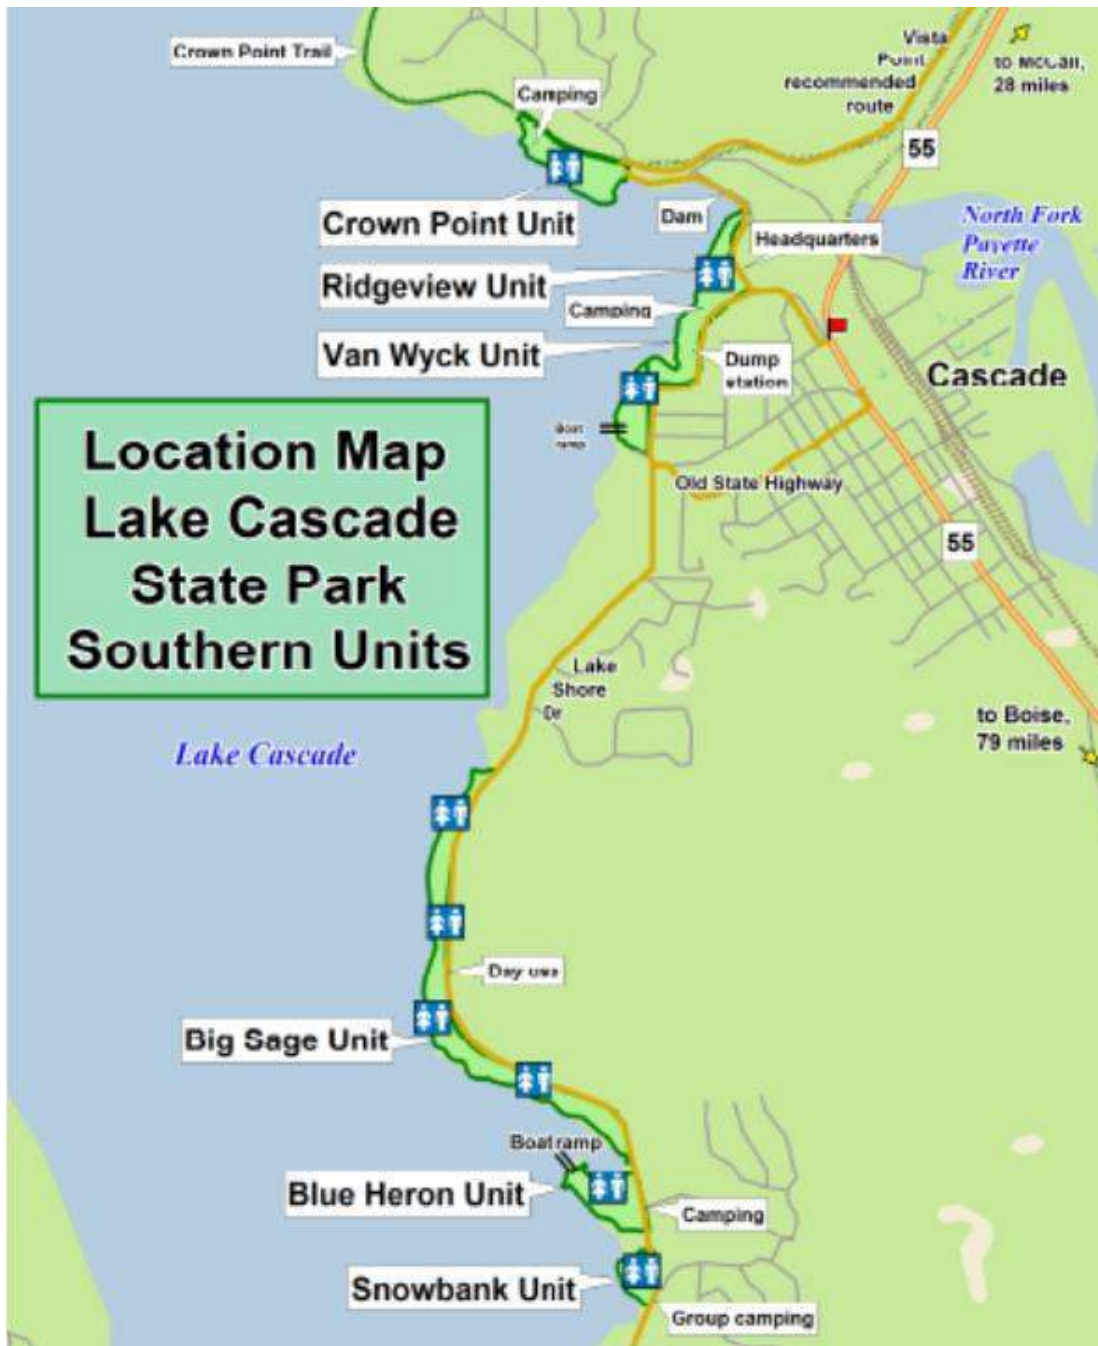 Crown Point Trail
Camping
Vista
Point
recommended
route
to McCall,
28 miles
55
Crown Point Unit
Dam
Headquarters
North Fork
Payette
River
Ridgeview Unit
Camping
Van Wyck Unit
Dump
station
Cascade
Boat
ramp
Location Map
Lake Cascade
State Park
Southern Units
Old State Highway
55
Lake
Shore
Dr
to Boise,
79 miles
Lake Cascade
Day use
Big Sage Unit
Boat ramp
Blue Heron Unit
Camping
Snowbank Unit
Group camping